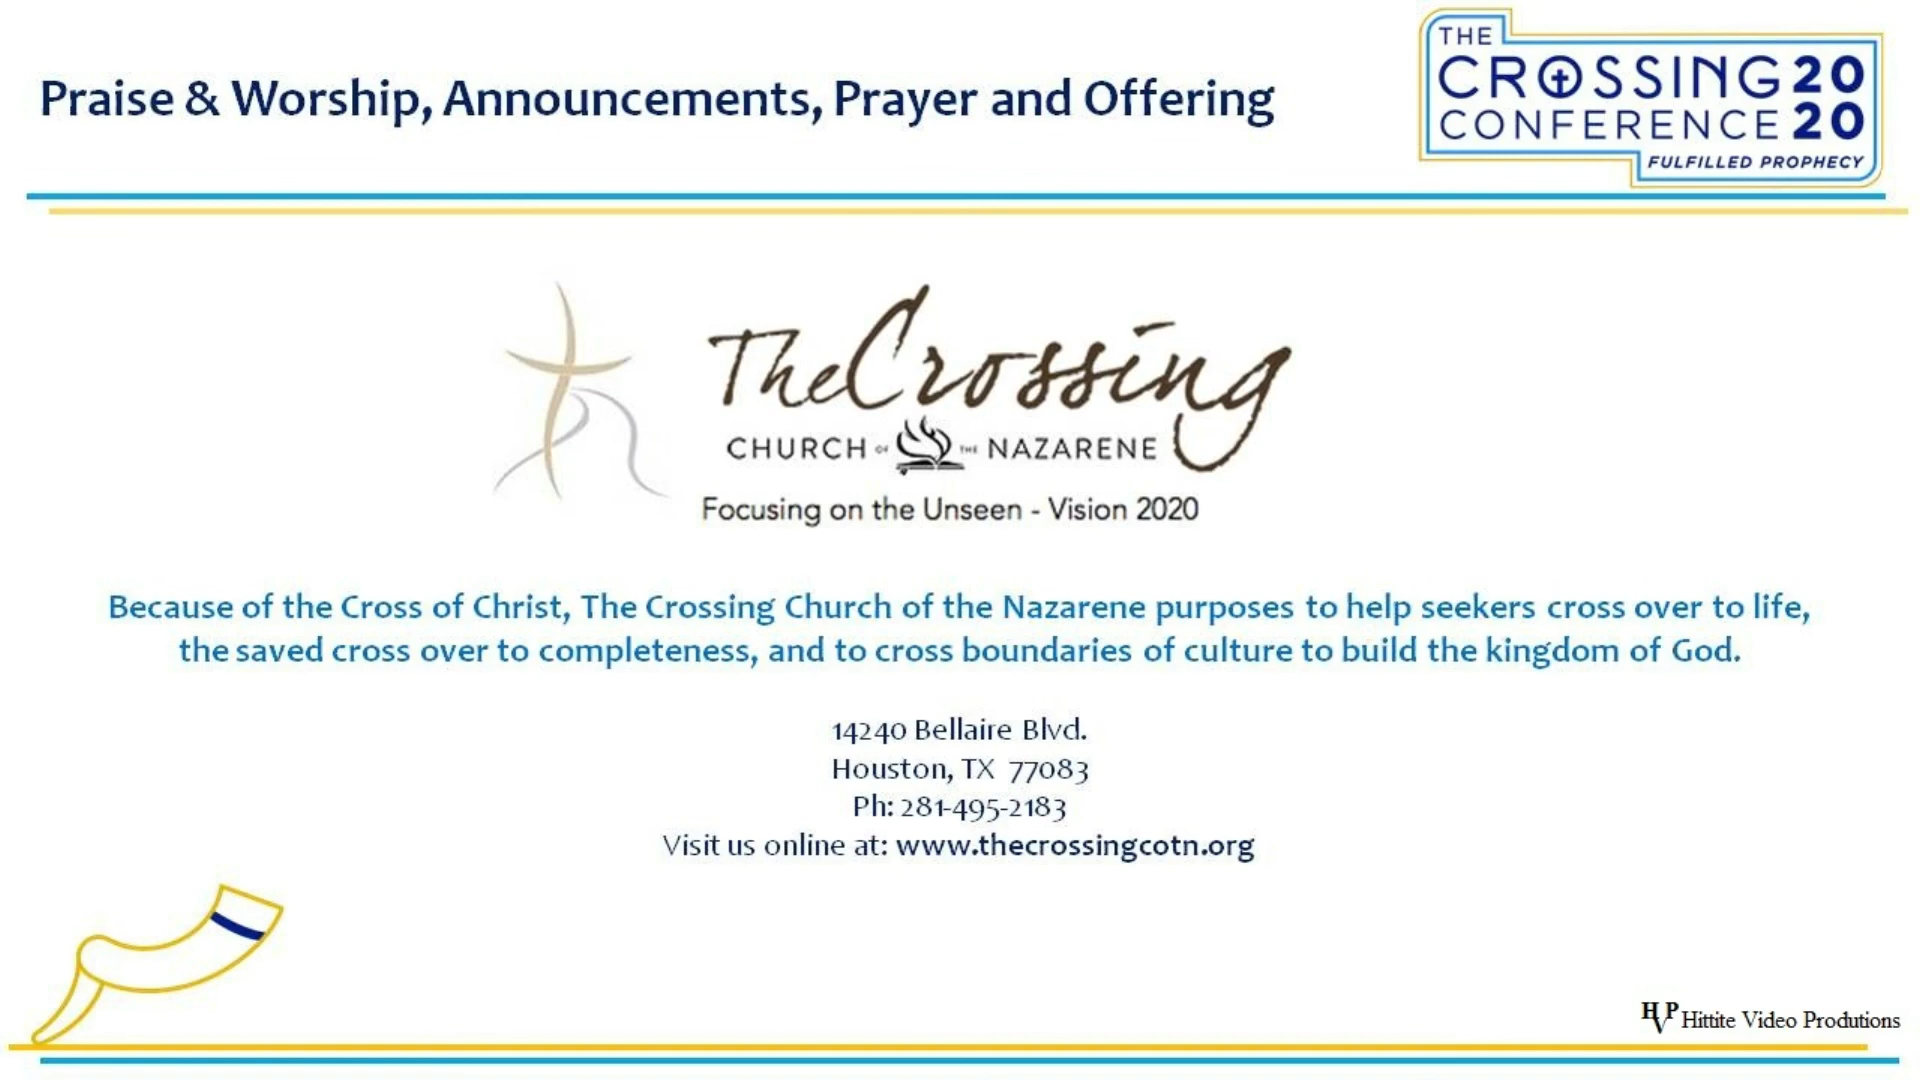 Praise & Worship, Announcements, Prayer and Offering
THE
CROSSING 20
CONFERENCE 20
FULFILLED PROPHECY
The Crossing
CHURCH OF THE NAZARENE
Focusing on the Unseen - Vision 2020
Because of the Cross of Christ, The Crossing Church of the Nazarene purposes to help seekers cross over to life,
the saved cross over to completeness, and to cross boundaries of culture to build the kingdom of God.
14240 Bellaire Blvd.
Houston, TX 77083
Ph: 281-495-2183
Visit us online at: www.thecrossingcotn.org
HVP Hittite Video Produtions